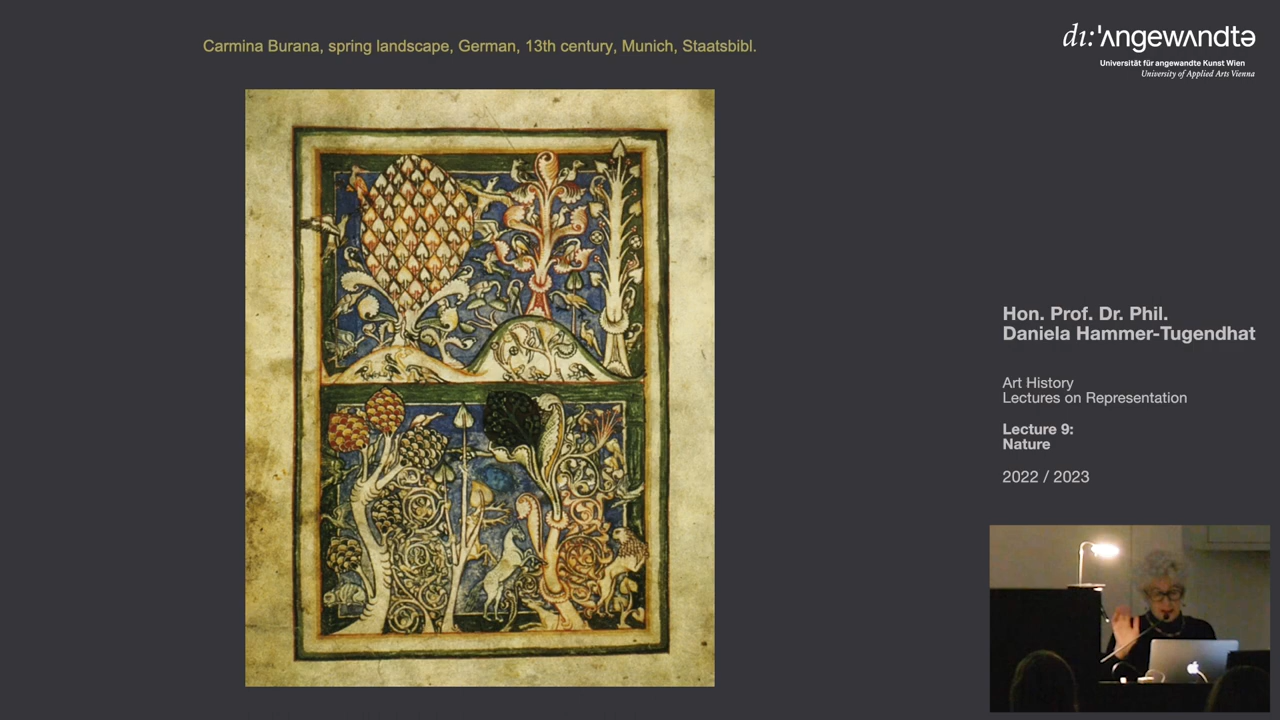 Carmina Burana, spring landscape, German, 13th century, Munich, Staatsbibl.
dı:'ʌngewʌndtə
Universität für angewandte Kunst Wien
University of Applied Arts Vienna
Hon. Prof. Dr. Phil.
Daniela Hammer-Tugendhat
Art History
Lectures on Representation
Lecture 9:
Nature
2022 / 2023